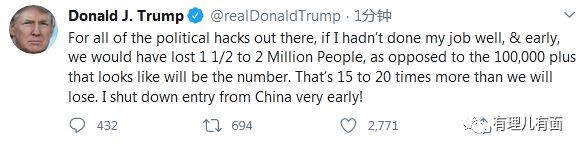 Donald J. Trump @realDonaldTrump · 1分钟
For all of the political hacks out there, if I hadn't done my job well, & early,
we would have lost 1 1/2 to 2 Million People, as opposed to the 100,000 plus
that looks like will be the number. That's 15 to 20 times more than we will
lose. I shut down entry from China very early!
432 694 2,771 有理儿有面